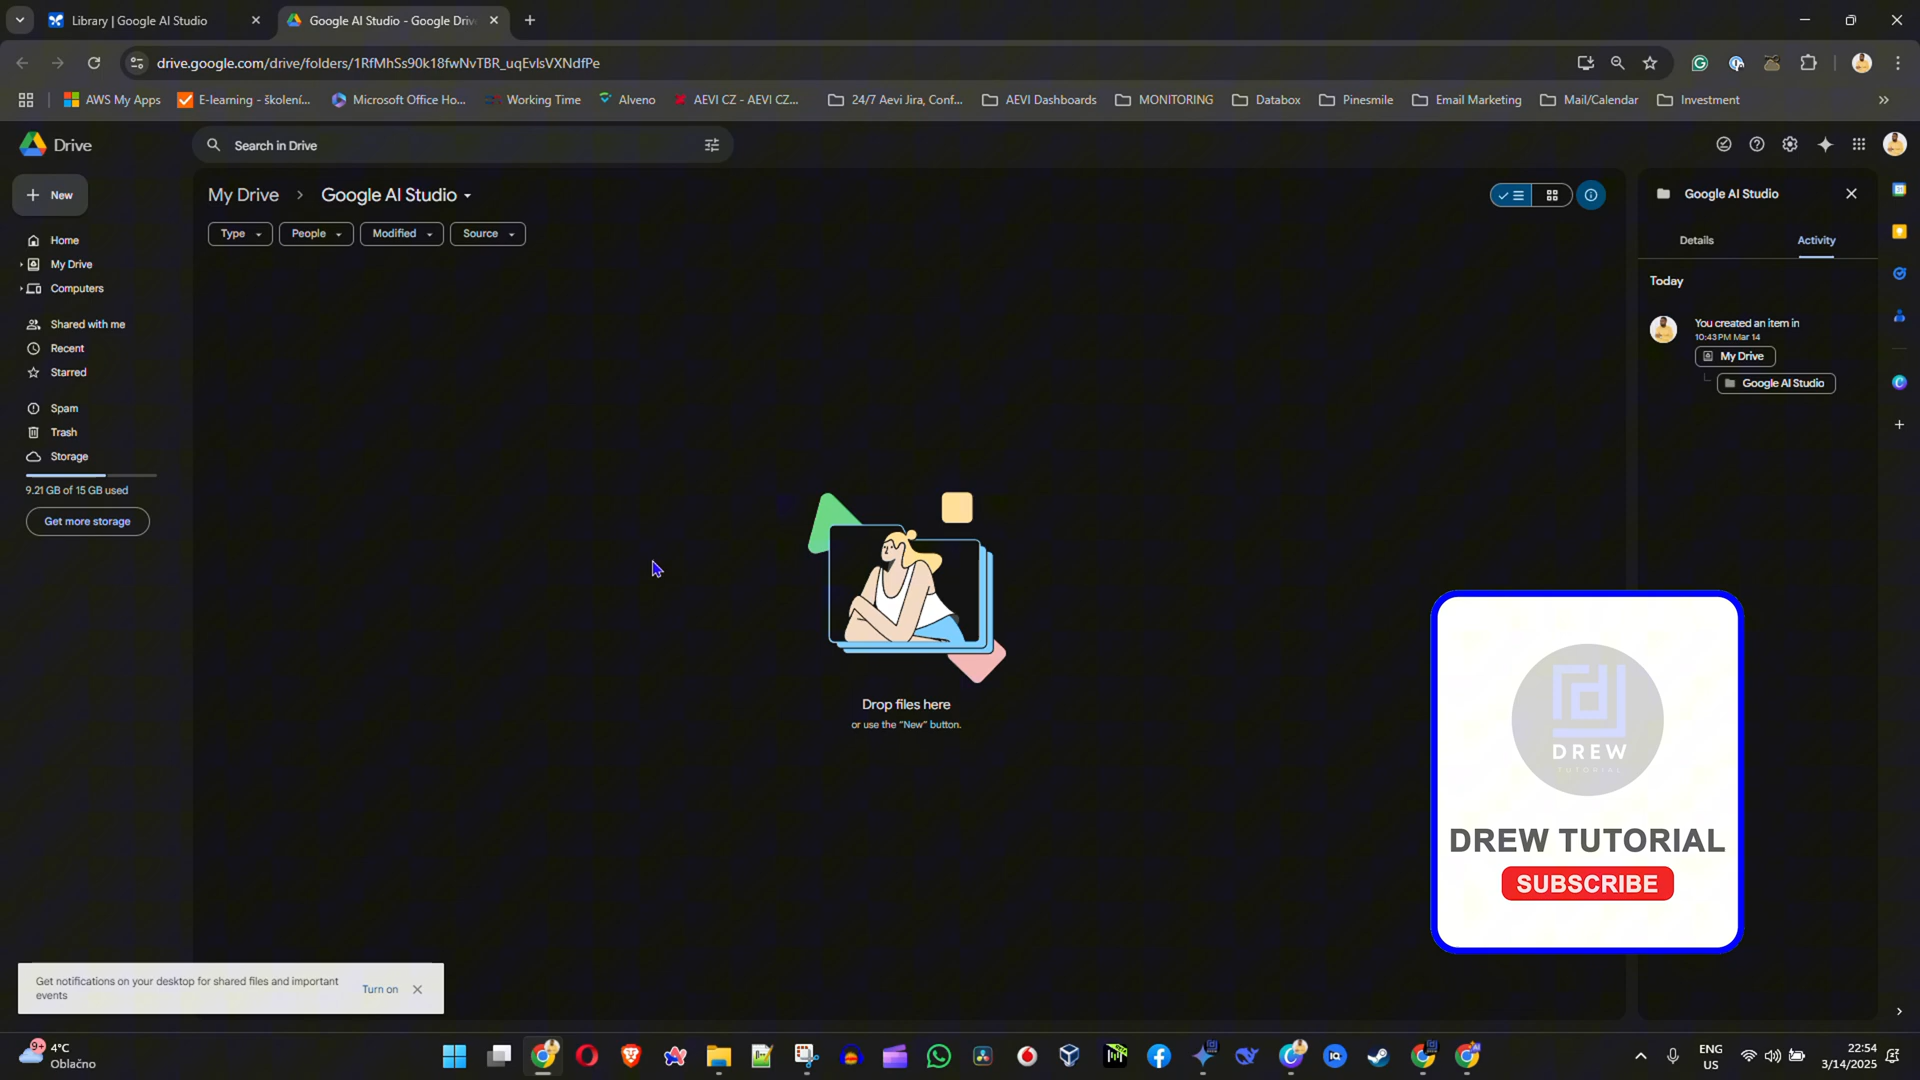 Library | Google AI Studio
Google AI Studio - Google Driv
drive.google.com/drive/folders/1RfMhSs90k18fwNvTBR_uqEvIsVXNdfPe
AWS My Apps
E-learning - školení...
Microsoft Office Ho...
Working Time
Alveno
AEVI CZ - AEVI CZ...
24/7 Aevi Jira, Conf...
AEVI Dashboards
MONITORING
Databox
Pinesmile
Email Marketing
Mail/Calendar
Investment
Drive
Search in Drive
New
My Drive
Google AI Studio
Type
People
Modified
Source
Home
My Drive
Computers
Shared with me
Recent
Starred
Spam
Trash
Storage
9.21 GB of 15 GB used
Get more storage
Drop files here
or use the “New” button.
Google AI Studio
Details
Activity
Today
You created an item in
10:43 PM Mar 14
My Drive
Google AI Studio
DREW
TUTORIAL
DREW TUTORIAL
SUBSCRIBE
Get notifications on your desktop for shared files and important
events
Turn on
9+
4°C
Oblačno
ENG
US
22:54
3/14/2025